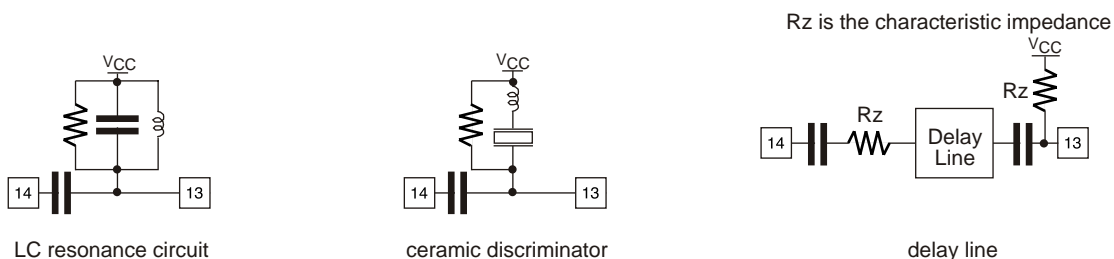 Rz is the characteristic impedance
VCC
VCC
VCC
Rz
Rz
14
Delay
Line
13
14
13
14
13
LC resonance circuit
ceramic discriminator
delay line